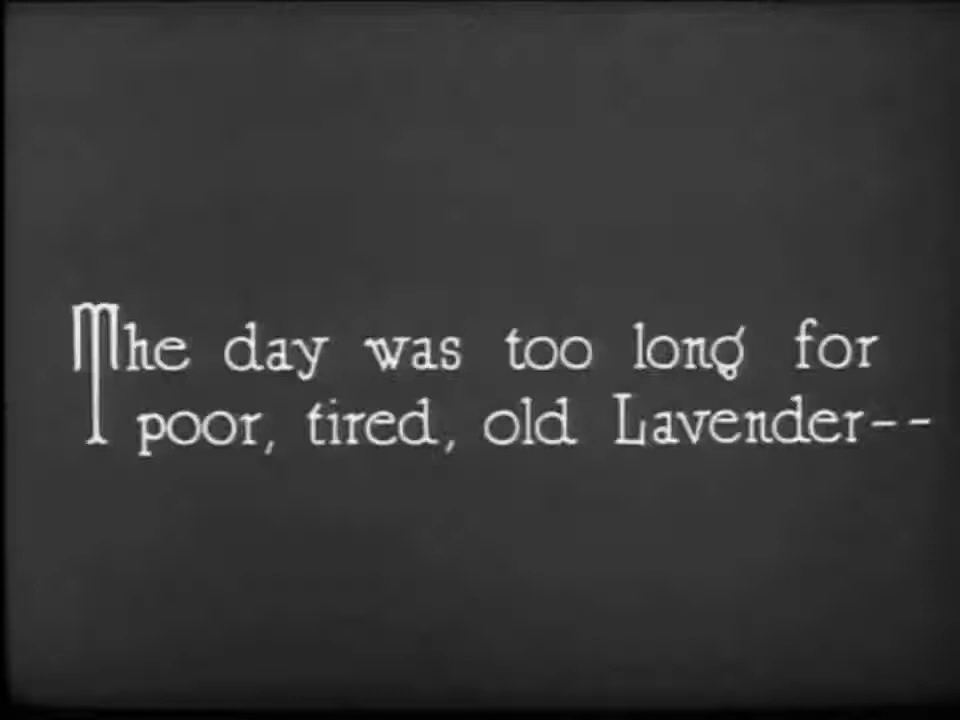 The day was too long for
poor, tired, old Lavender--